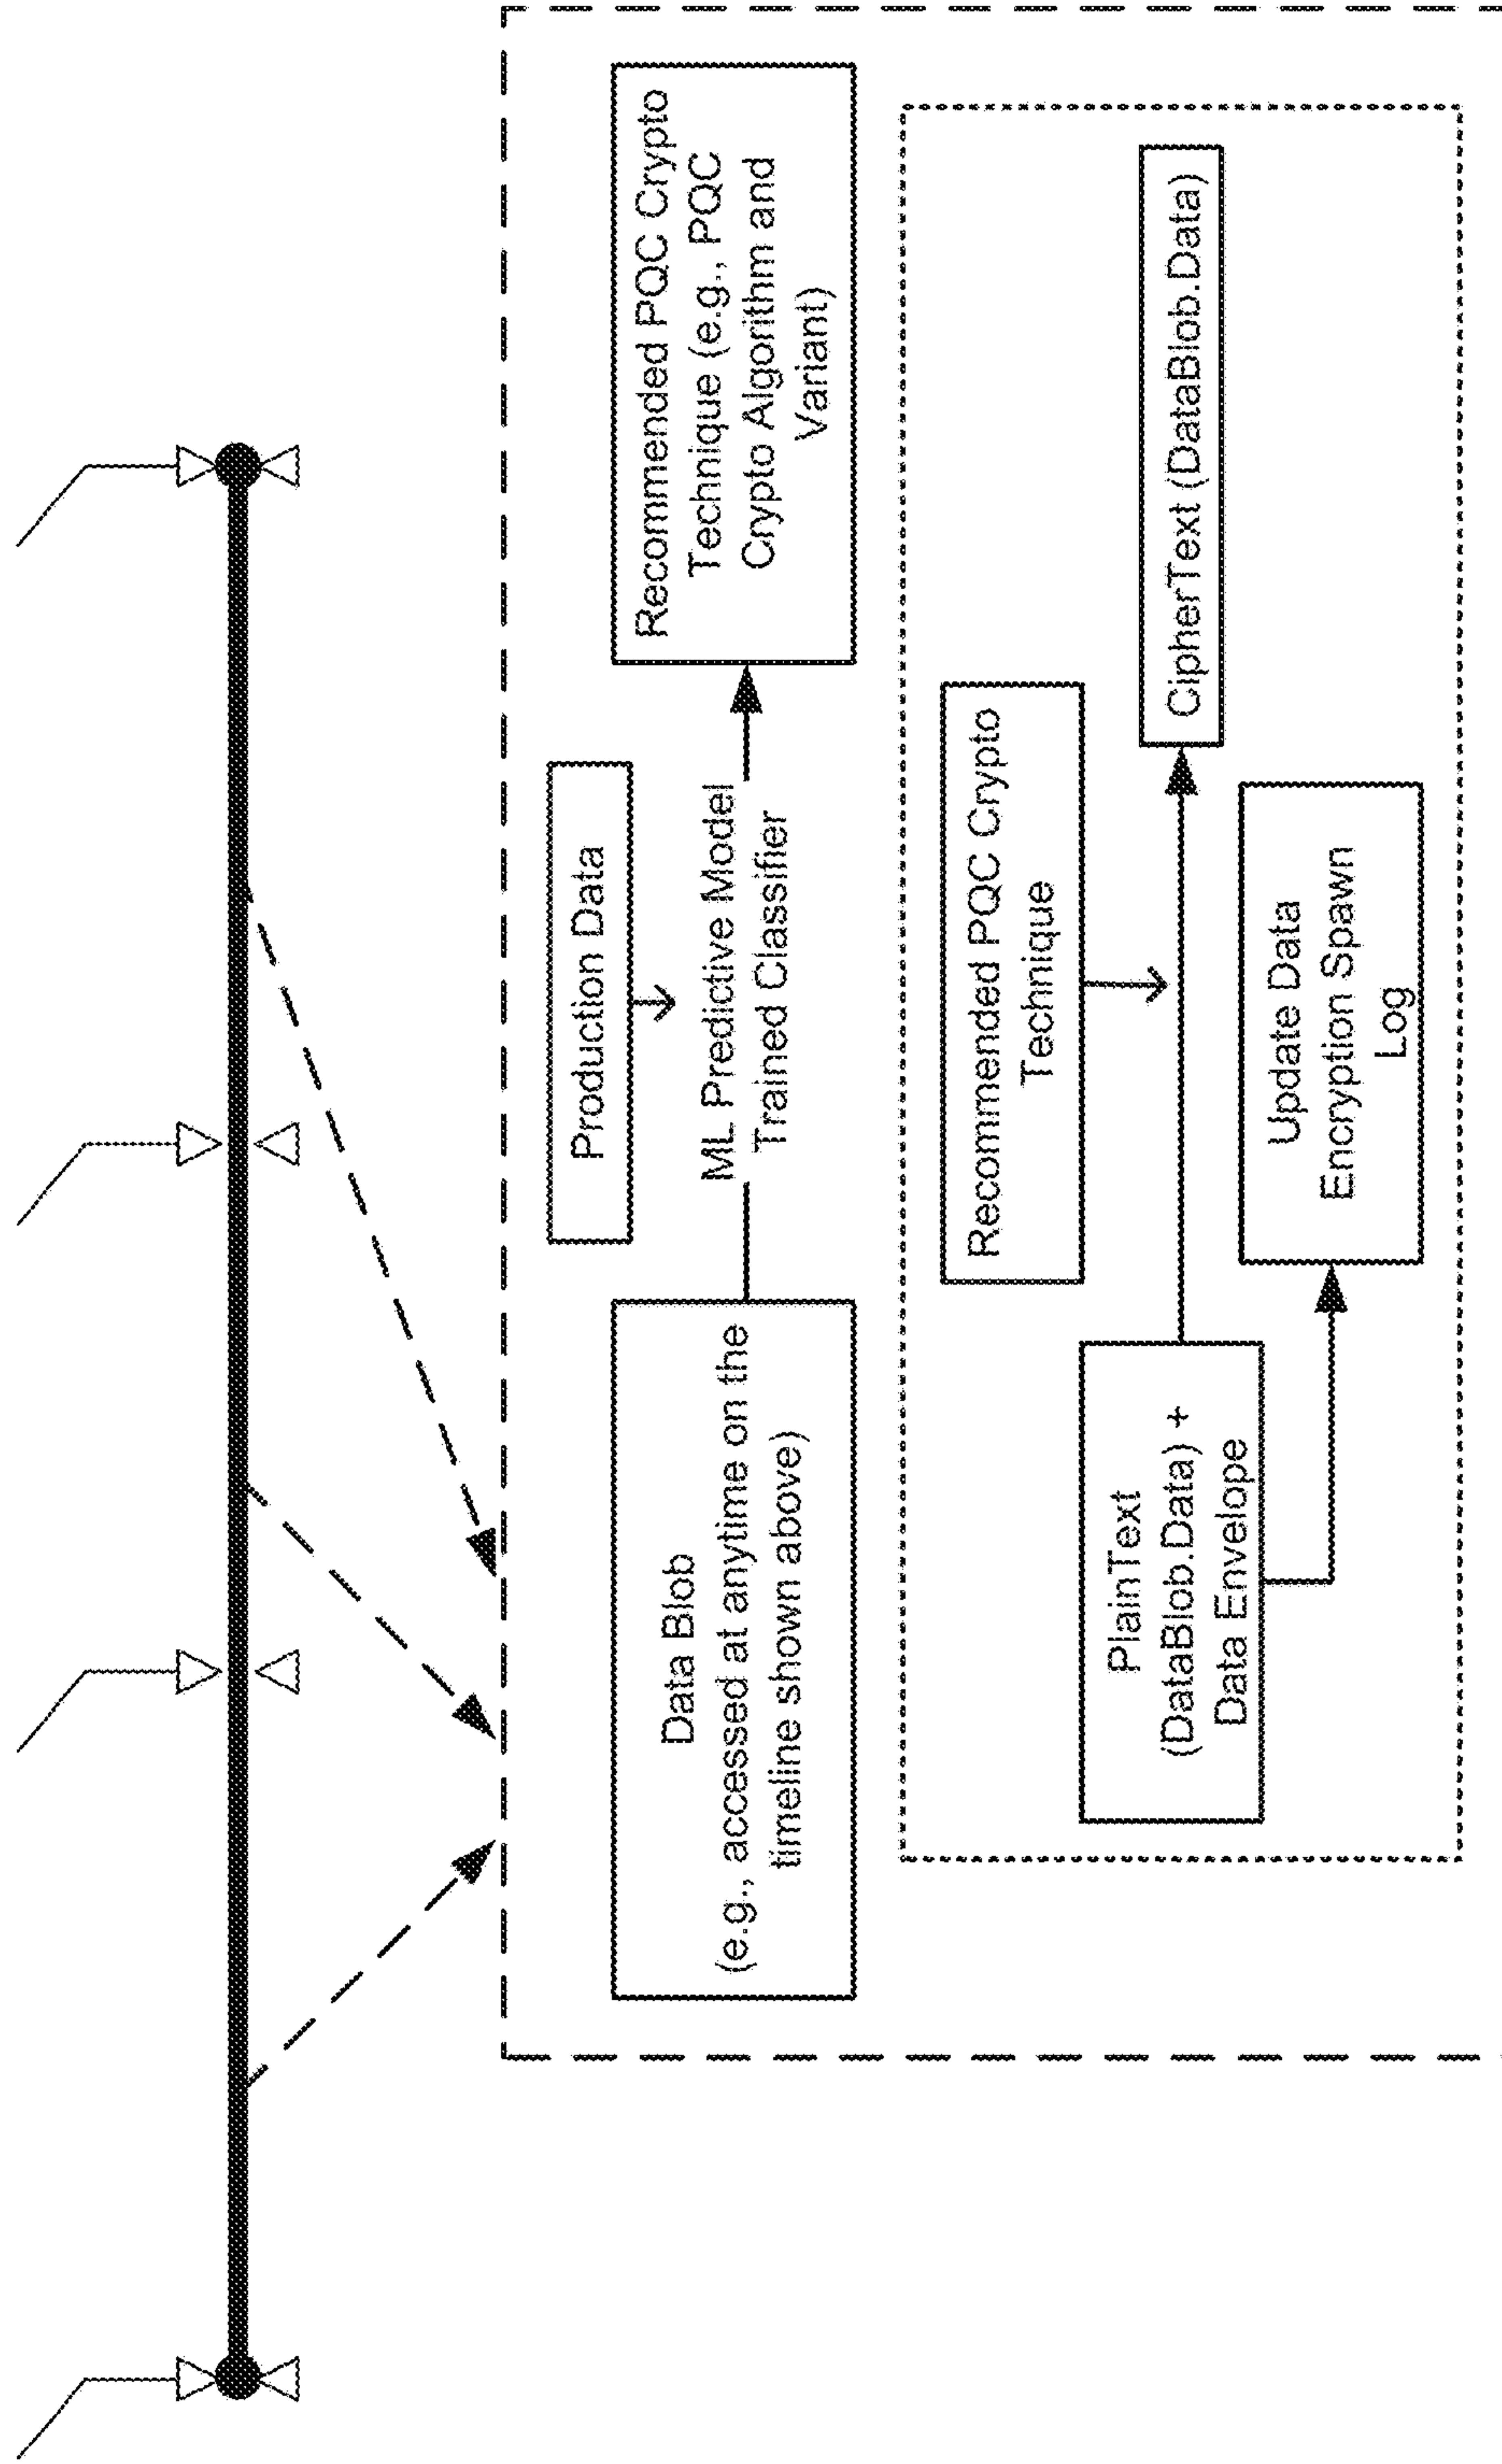 Production Data
Data Blob
(e.g., accessed at anytime on the
timeline shown above)
ML Predictive Model
Trained Classifier
Recommended PQC Crypto
Technique (e.g., PQC
Crypto Algorithm and
Variant)
Recommended PQC Crypto
Technique
PlainText
(DataBlob.Data) +
Data Envelope
CipherText (DataBlob.Data)
Update Data
Encryption Spawn
Log